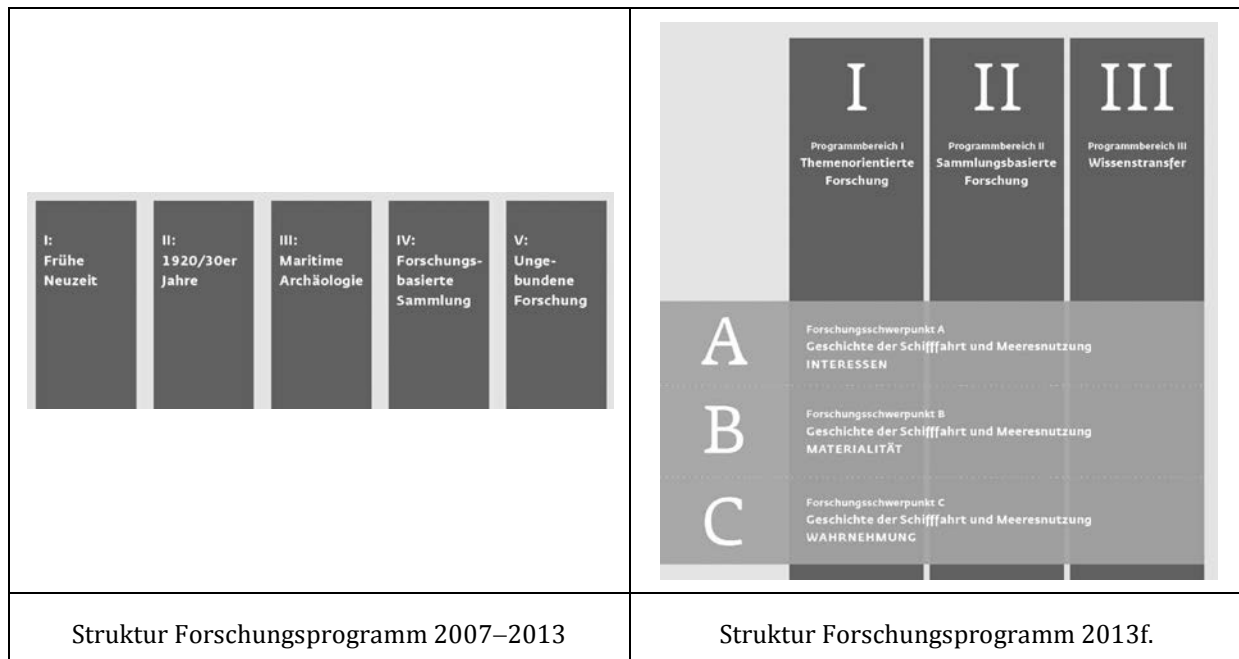 I:
Frühe
Neuzeit
II:
1920/30er
Jahre
III:
Maritime
Archäologie
IV:
Forschungs-
basierte
Sammlung
V:
Unge-
bundene
Forschung
Struktur Forschungsprogramm 2007–2013
I
Programmbereich I
Themenorientierte
Forschung
II
Programmbereich II
Sammlungsbasierte
Forschung
III
Programmbereich III
Wissenstransfer
A
Forschungsschwerpunkt A
Geschichte der Schifffahrt und Meeresnutzung
INTERESSEN
B
Forschungsschwerpunkt B
Geschichte der Schifffahrt und Meeresnutzung
MATERIALITÄT
C
Forschungsschwerpunkt C
Geschichte der Schifffahrt und Meeresnutzung
WAHRNEHMUNG
Struktur Forschungsprogramm 2013f.